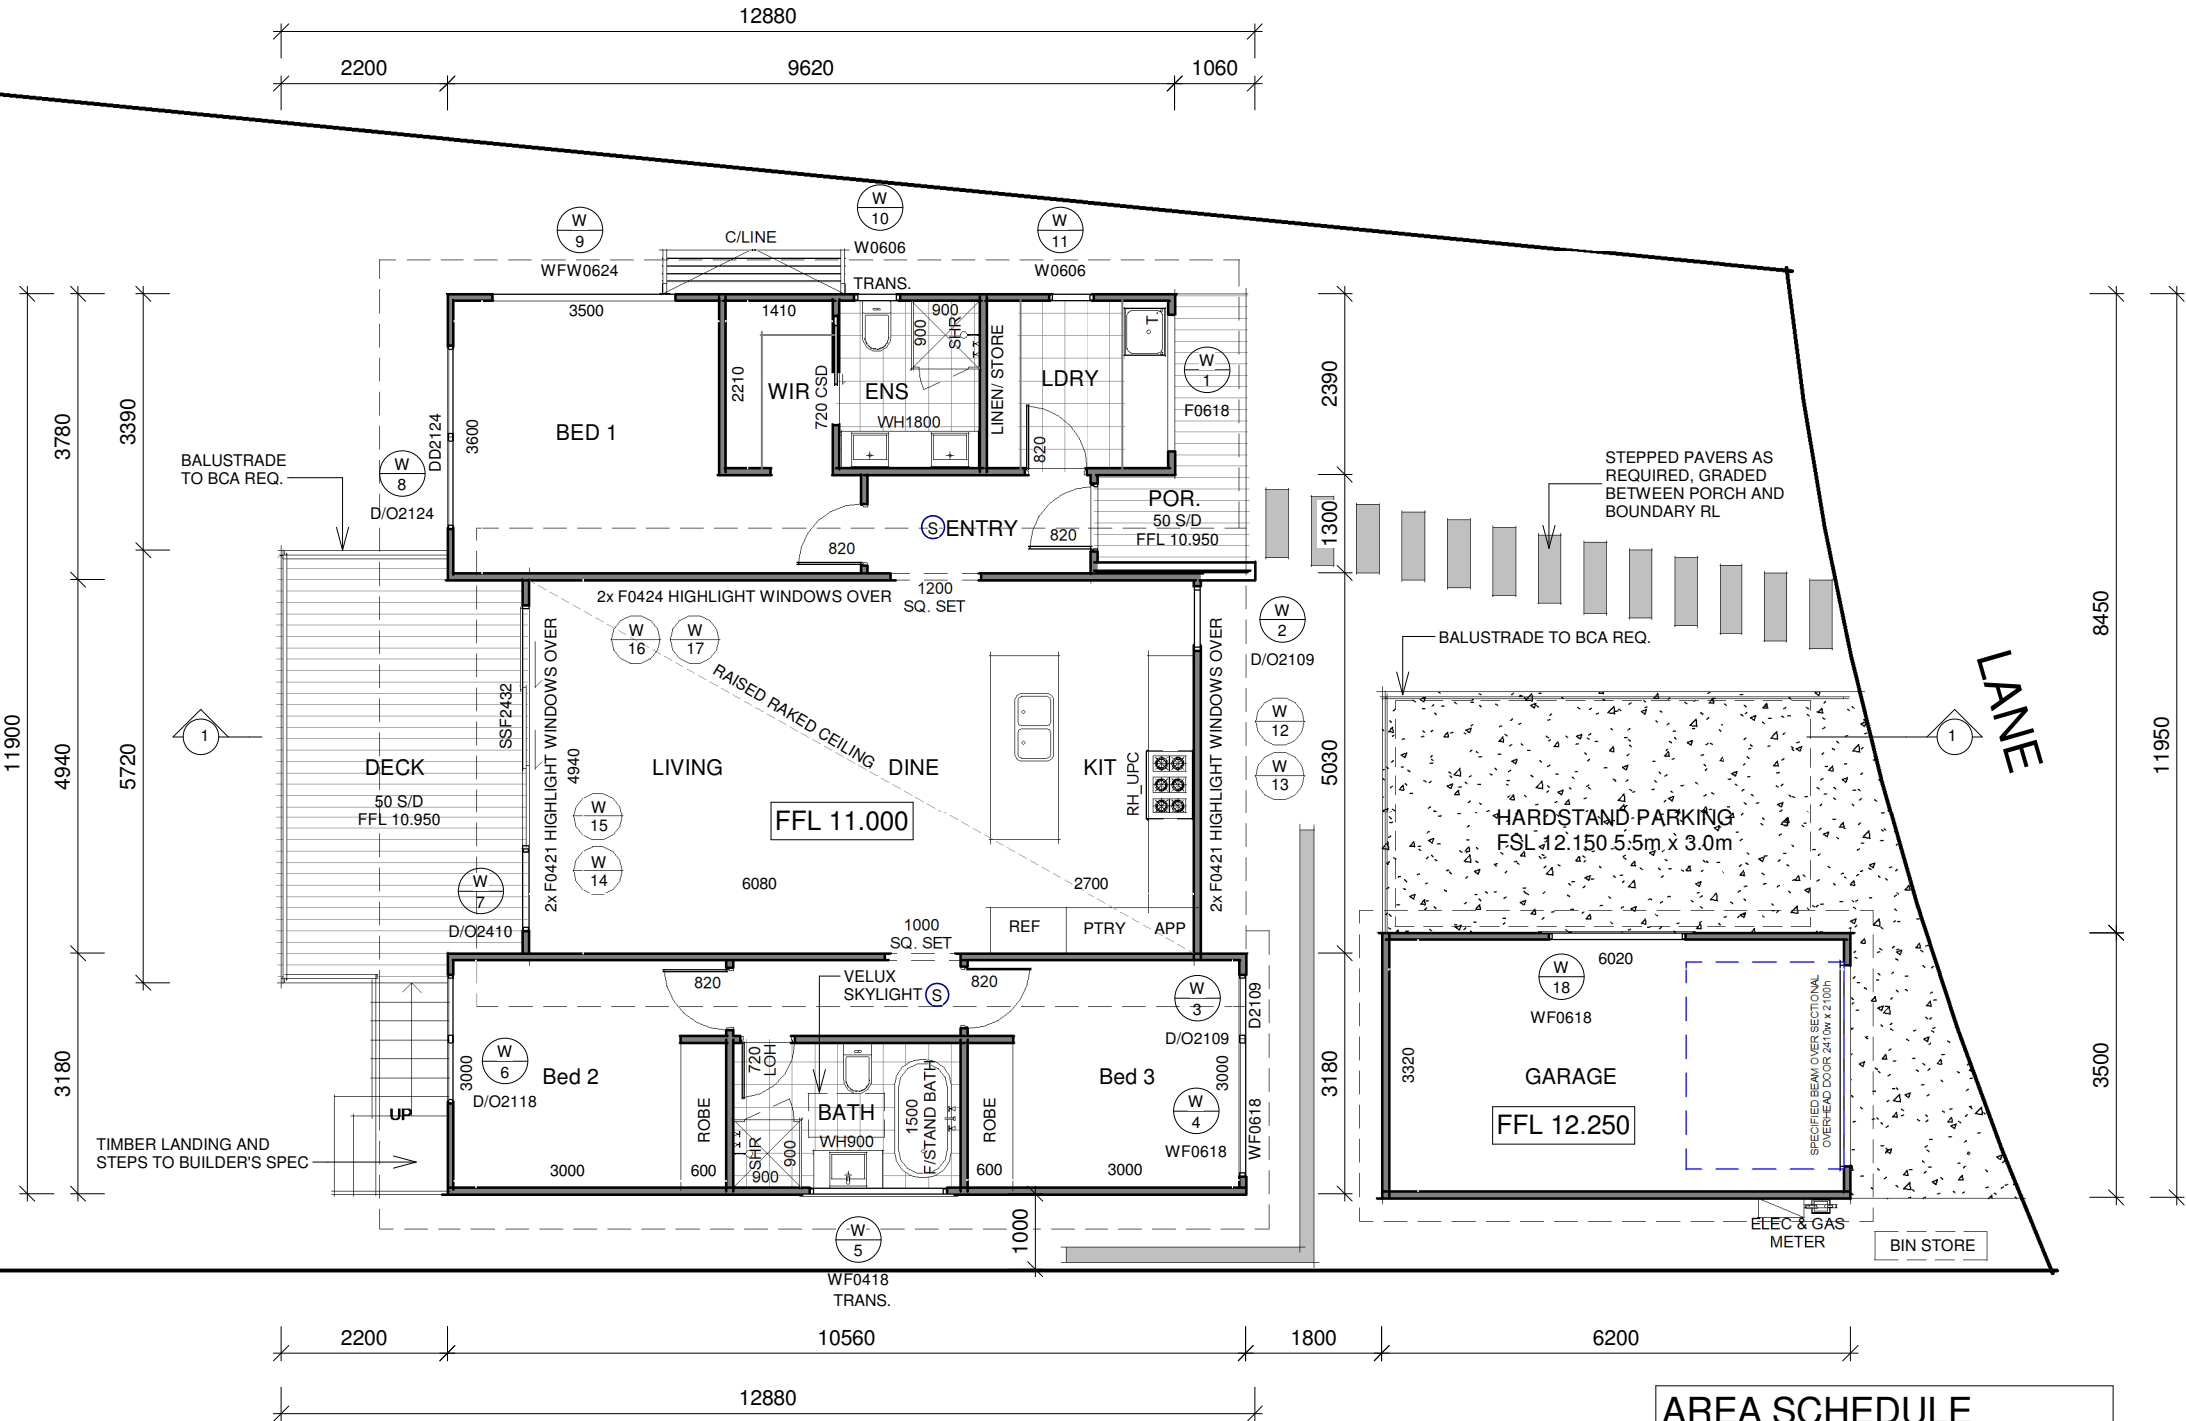 12880
2200
9620
1060
W
9
WFW0624
C/LINE
W
10
W0606
TRANS.
W
11
W0606
3500
1410
900
900
SHR
2210
WIR
720 CSD
ENS
WH1800
LINEN/ STORE
LDRY
T
820
W
1
F0618
BED 1
3600
DD2124
W
8
D/O2124
BALUSTRADE
TO BCA REQ.
11900
3780
3390
4940
5720
3180
820
S
ENTRY
820
POR.
50 S/D
FFL 10.950
2390
1300
5030
3180
STEPPED PAVERS AS
REQUIRED, GRADED
BETWEEN PORCH AND
BOUNDARY RL
2x F0424 HIGHLIGHT WINDOWS OVER
1200
SQ. SET
W
16
W
17
RAISED RAKED CEILING
2x F0421 HIGHLIGHT WINDOWS OVER
4940
SSF2432
W
2
D/O2109
W
12
W
13
2x F0421 HIGHLIGHT WINDOWS OVER
BALUSTRADE TO BCA REQ.
LANE
8450
11950
3500
1
1
DECK
50 S/D
FFL 10.950
LIVING
DINE
KIT
RH_UPC
FFL 11.000
W
15
W
14
W
7
D/O2410
6080
2700
REF
PTRY
APP
1000
SQ. SET
HARDSTAND PARKING
FSL 12.150 5.5m x 3.0m
820
VELUX
SKYLIGHT
S
820
W
3
D/O2109
D2109
W
6
D/O2118
3000
Bed 2
720
LOH
BATH
WH900
1500
F/STAND BATH
ROBE
ROBE
Bed 3
3000
W
4
WF0618
WF0618
UP
TIMBER LANDING AND
STEPS TO BUILDER'S SPEC
3000
600
SHR
900
900
600
3000
6020
W
18
WF0618
3320
GARAGE
FFL 12.250
SPECIFIED BEAM OVER SECTIONAL
OVERHEAD DOOR 2410w x 2100h
ELEC & GAS
METER
BIN STORE
W
5
WF0418
TRANS.
1000
2200
10560
1800
6200
12880
AREA SCHEDULE